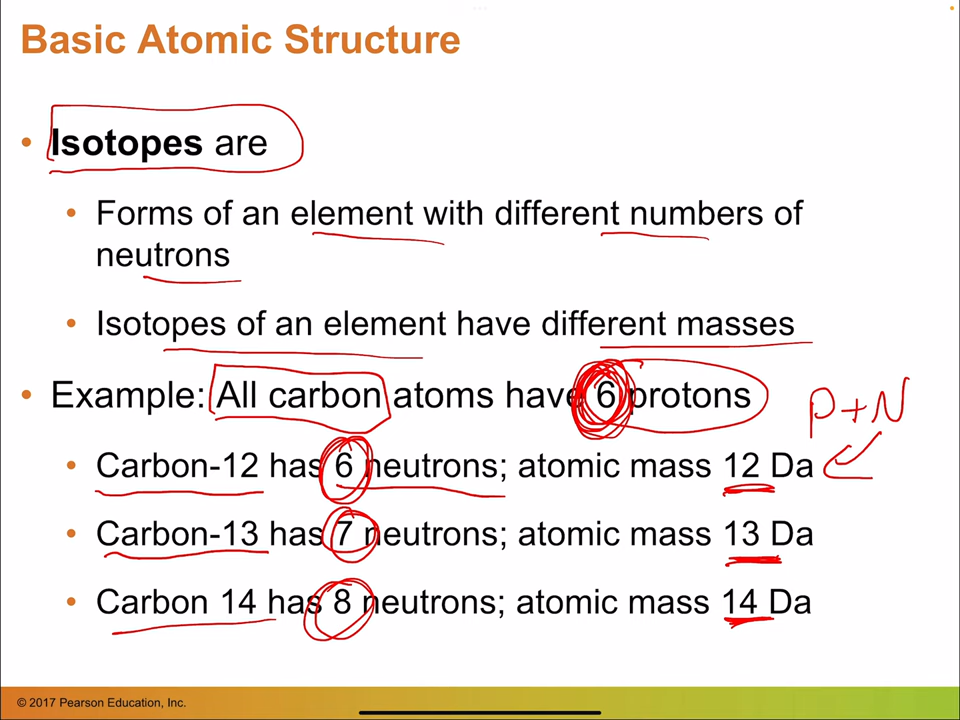 Basic Atomic Structure
• Isotopes are
• Forms of an element with different numbers of
neutrons
• Isotopes of an element have different masses
• Example: All carbon atoms have 6 protons
P+N
• Carbon-12 has 6 neutrons; atomic mass 12 Da
• Carbon-13 has 7 neutrons; atomic mass 13 Da
• Carbon 14 has 8 neutrons; atomic mass 14 Da
© 2017 Pearson Education, Inc.